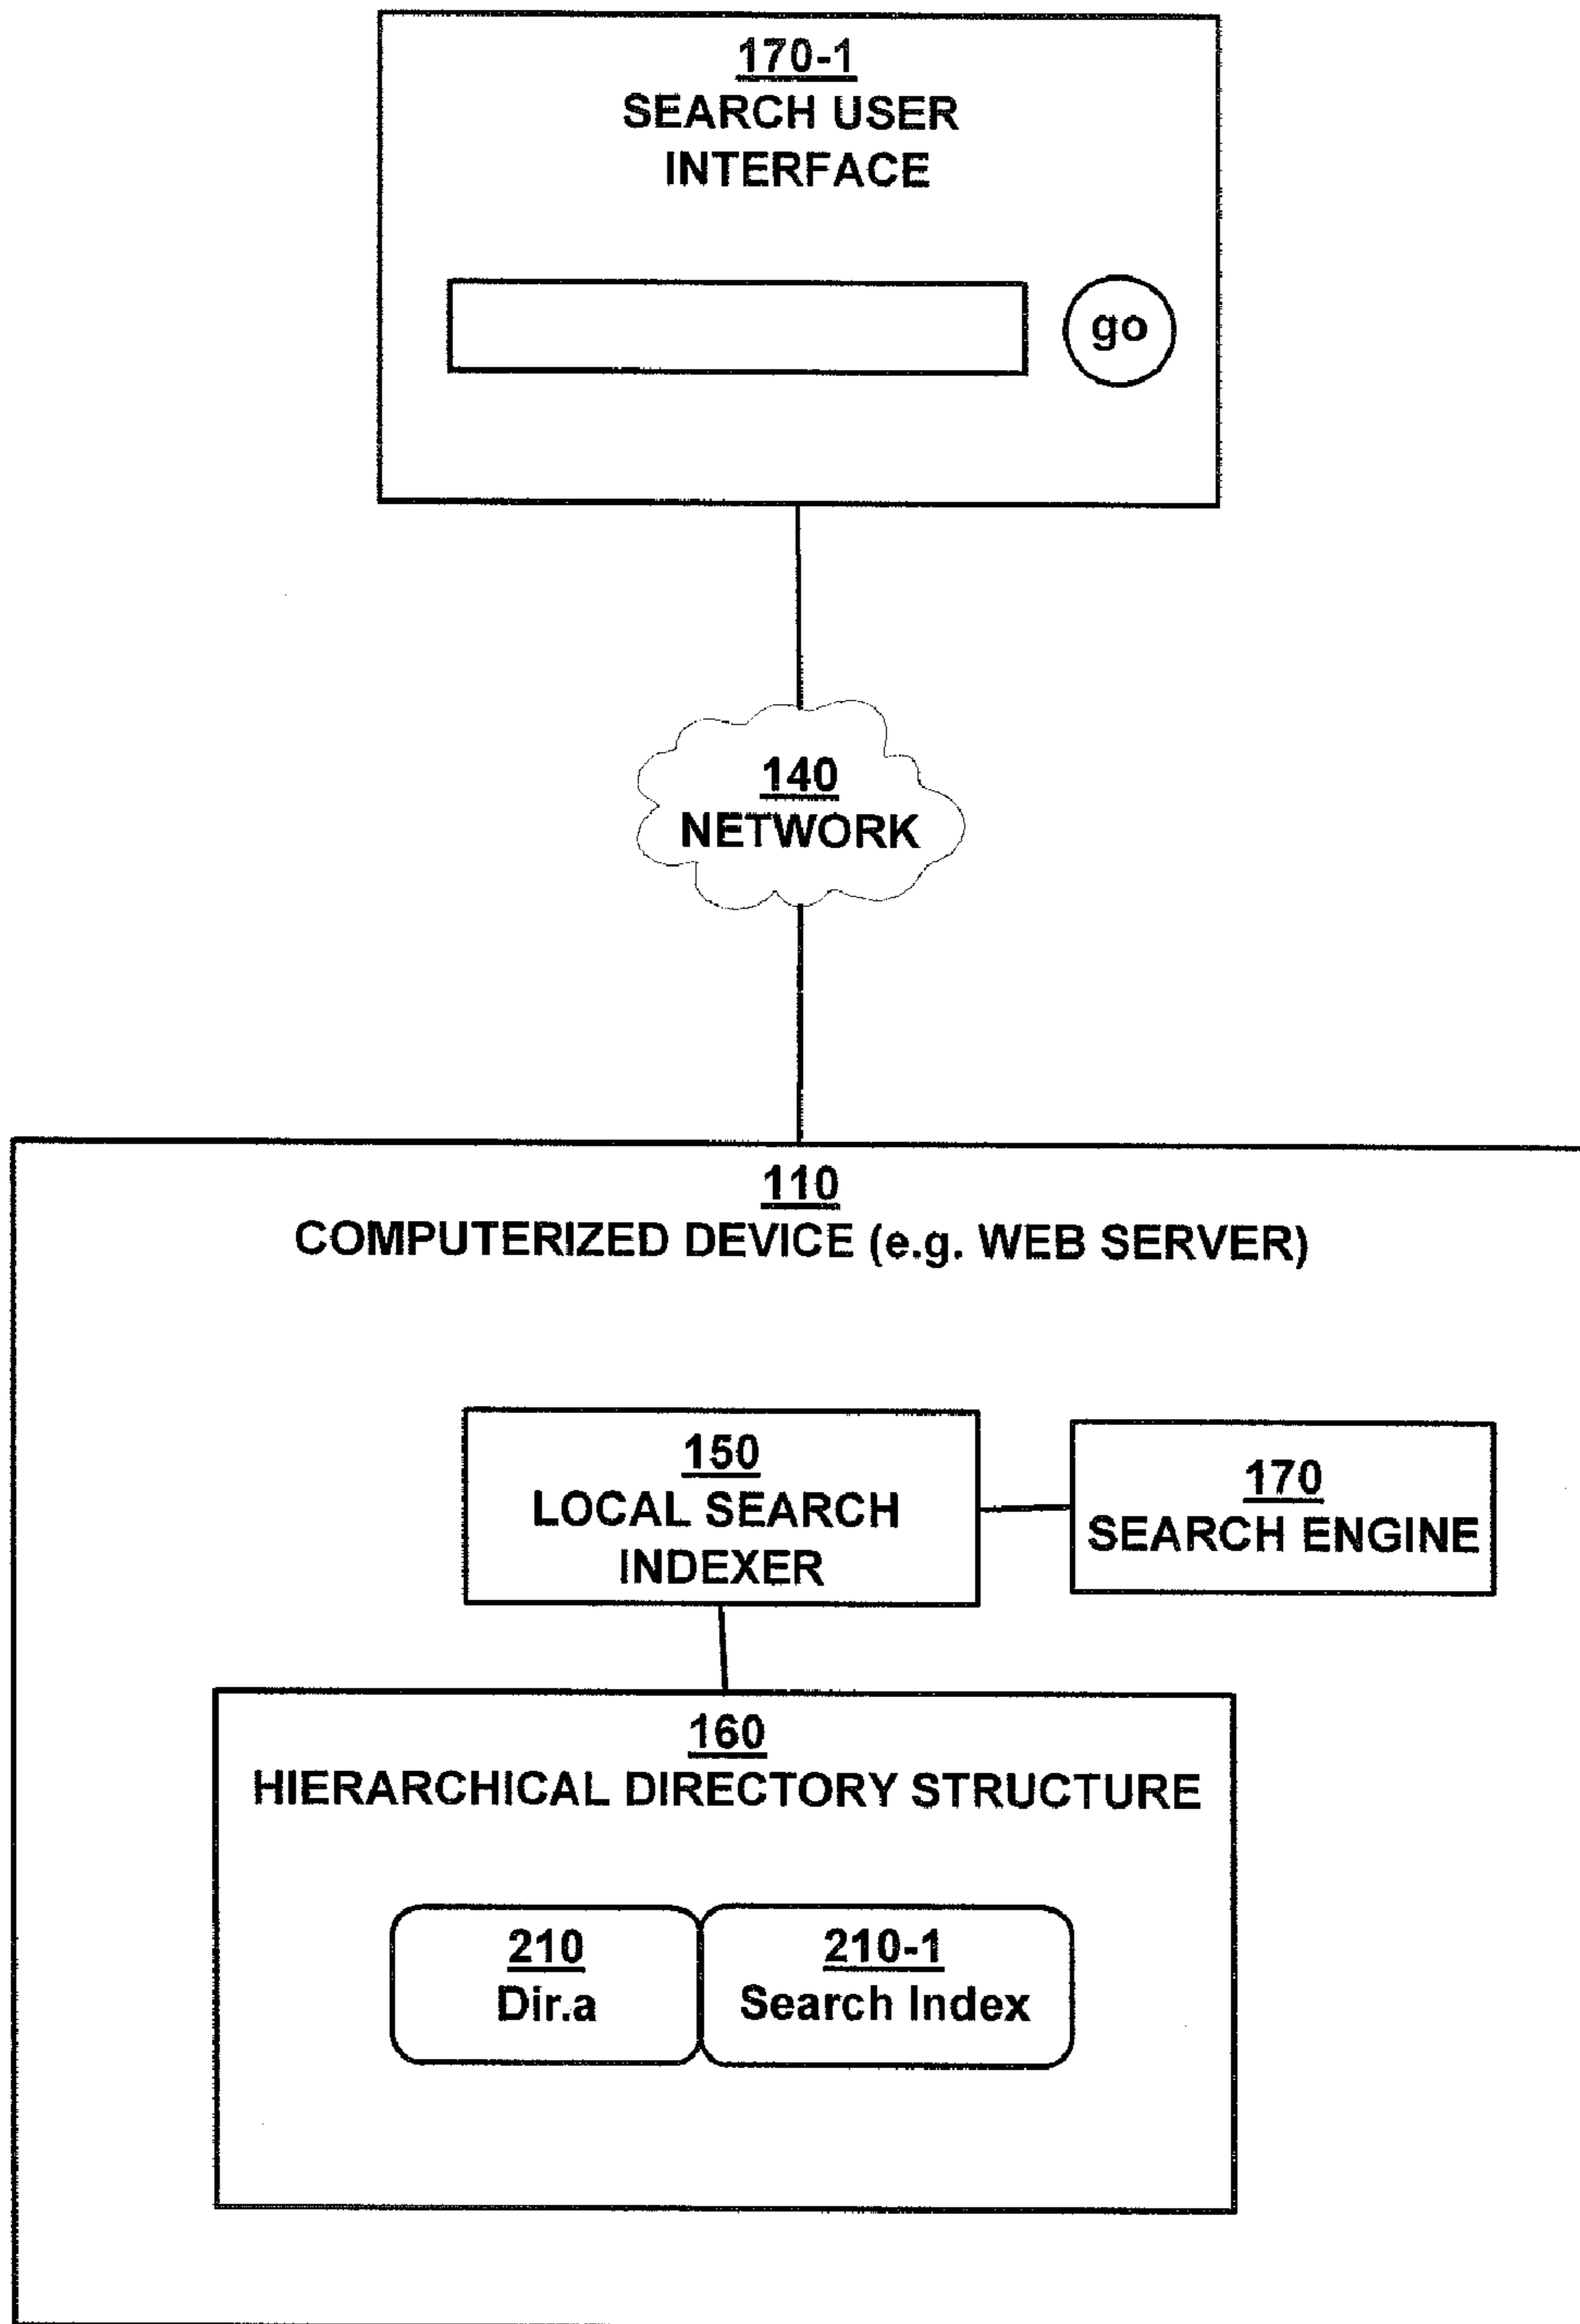 170-1
SEARCH USER
INTERFACE
go
140
NETWORK
110
COMPUTERIZED DEVICE (e.g. WEB SERVER)
150
LOCAL SEARCH
INDEXER
170
SEARCH ENGINE
160
HIERARCHICAL DIRECTORY STRUCTURE
210
Dir.a
210-1
Search Index